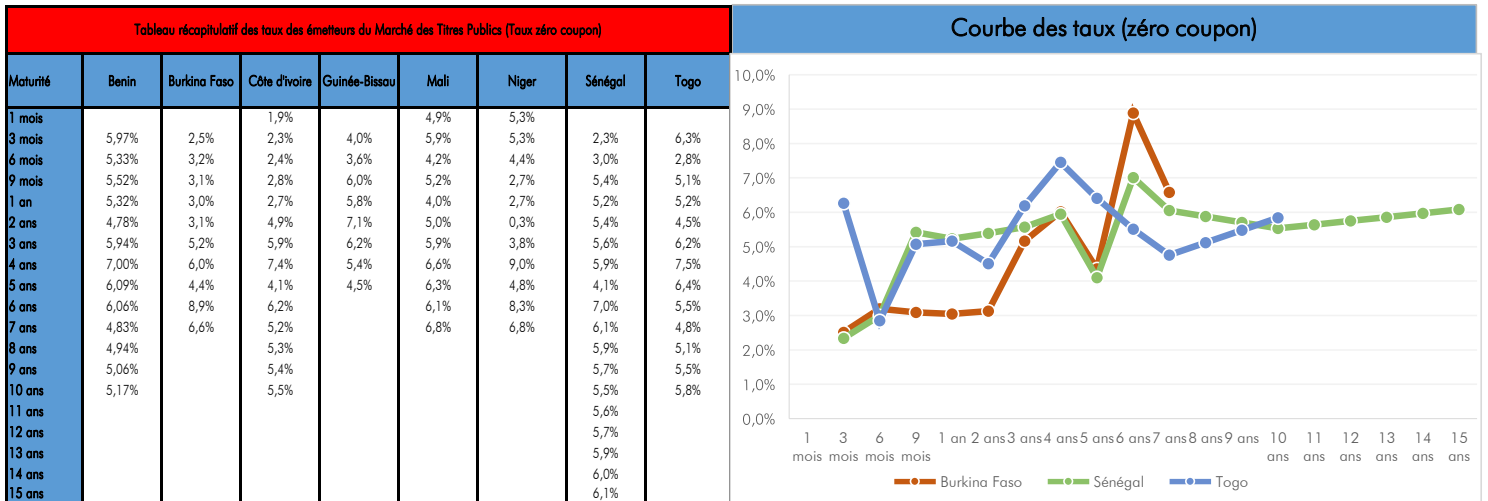 Tableau récapitulatif des taux des émetteurs du Marché des Titres Publics (Taux zéro coupon)
Maturité Benin Burkina Faso Côte d'ivoire Guinée-Bissau Mali Niger Sénégal Togo
1 mois 1,9% 4,9% 5,3%
3 mois 5,97% 2,5% 2,3% 4,0% 5,9% 5,3% 2,3% 6,3%
6 mois 5,33% 3,2% 2,4% 3,6% 4,2% 4,4% 3,0% 2,8%
9 mois 5,52% 3,1% 2,8% 6,0% 5,2% 2,7% 5,4% 5,1%
1 an 5,32% 3,0% 2,7% 5,8% 4,0% 2,7% 5,2% 5,2%
2 ans 4,78% 3,1% 4,9% 7,1% 5,0% 0,3% 5,4% 4,5%
3 ans 5,94% 5,2% 5,9% 6,2% 5,9% 3,8% 5,6% 6,2%
4 ans 7,00% 6,0% 7,4% 5,4% 6,6% 9,0% 5,9% 7,5%
5 ans 6,09% 4,4% 4,1% 4,5% 6,3% 4,8% 4,1% 6,4%
6 ans 6,06% 8,9% 6,2% 6,1% 8,3% 7,0% 5,5%
7 ans 4,83% 6,6% 5,2% 6,8% 6,8% 6,1% 4,8%
8 ans 4,94% 5,3% 5,9% 5,1%
9 ans 5,06% 5,4% 5,7% 5,5%
10 ans 5,17% 5,5% 5,5% 5,8%
11 ans 5,6%
12 ans 5,7%
13 ans 5,9%
14 ans 6,0%
15 ans 6,1%
Courbe des taux (zéro coupon)
10,0%
9,0%
8,0%
7,0%
6,0%
5,0%
4,0%
3,0%
2,0%
1,0%
0,0%
1 3 6 9 1 an 2 ans 3 ans 4 ans 5 ans 6 ans 7 ans 8 ans 9 ans 10 11 12 13 14 15
mois mois mois mois ans ans ans ans ans ans
Burkina Faso Sénégal Togo